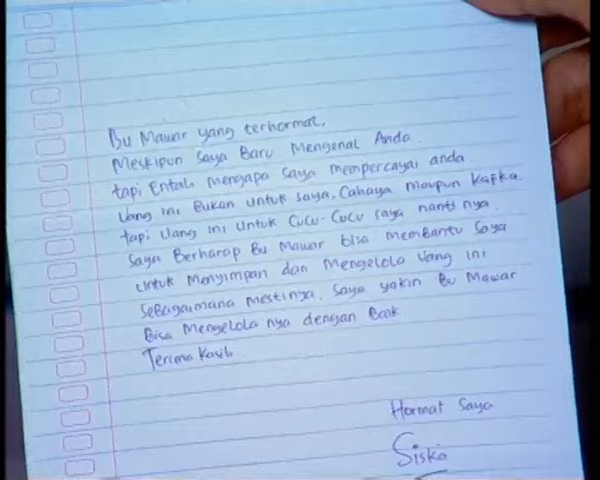 Bu Mawar yang terhormat,
Meskipun Saya Baru Mengenal Anda.
tapi Entah mengapa saya mempercayai anda
Uang ini Bukan untuk saya, Cahaya maupun Kafka.
tapi Uang ini Untuk Cucu-Cucu saya nanti nya.
Saya Berharap Bu Mawar bisa Membantu Saya
untuk Menyimpan dan Mengelola Uang ini
Sebagaimana Mestinya. Saya yakin Bu Mawar
Bisa Mengelola nya dengan Baik.
Terima Kasih
Hormat Saya
Siska